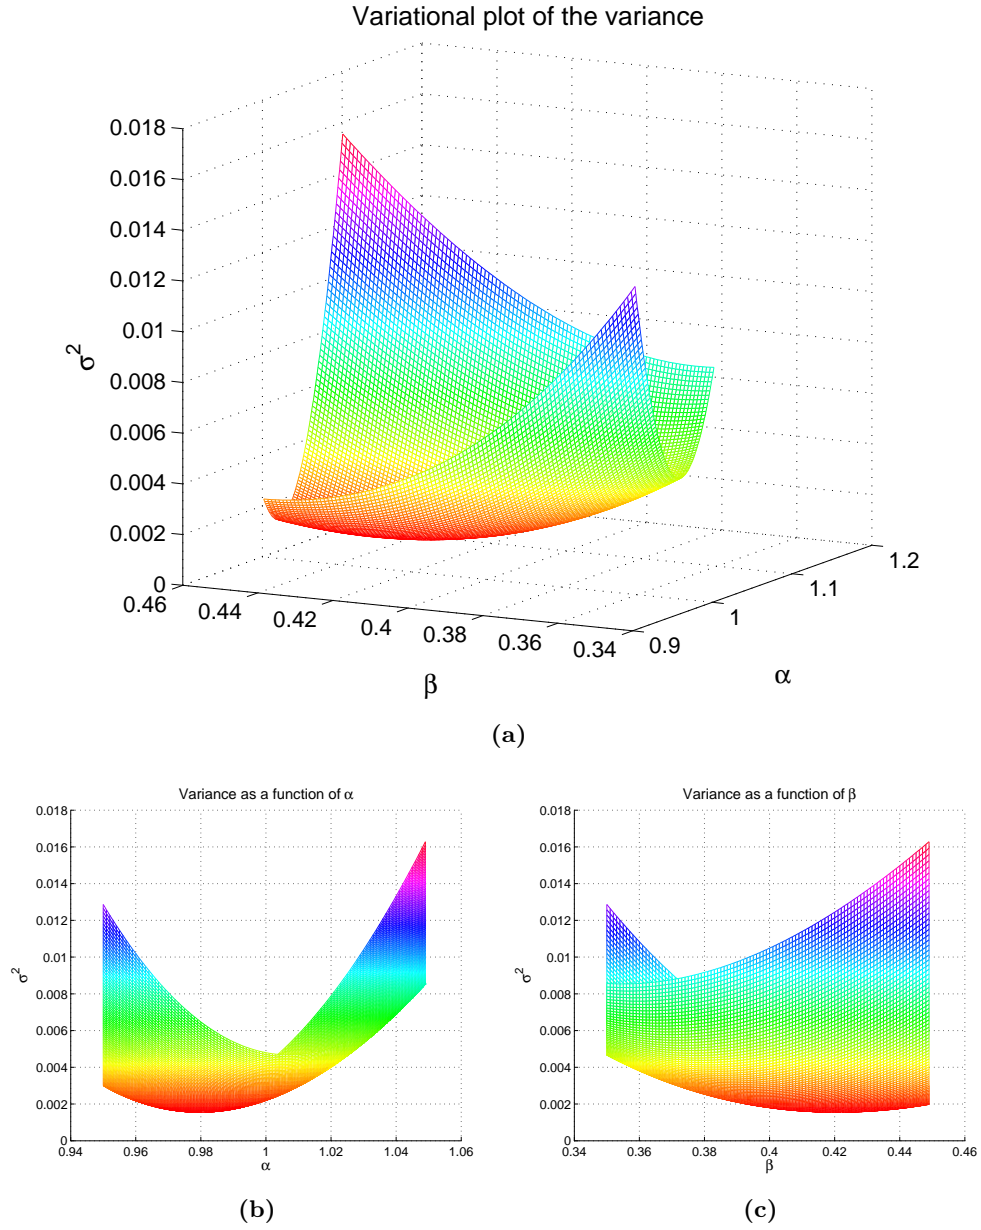 Variational plot of the variance
0.018
0.016
0.014
0.012
0.01
0.008
0.006
0.004
0.002
0
σ²
0.46
0.44
0.42
0.4
0.38
0.36
0.34
β
0.9
1
1.1
1.2
α
(a)
Variance as a function of α
0.018
0.016
0.014
0.012
0.01
0.008
0.006
0.004
0.002
0
σ²
0.94 0.96 0.98 1 1.02 1.04 1.06
α
(b)
Variance as a function of β
0.018
0.016
0.014
0.012
0.01
0.008
0.006
0.004
0.002
0
σ²
0.34 0.36 0.38 0.4 0.42 0.44 0.46
β
(c)